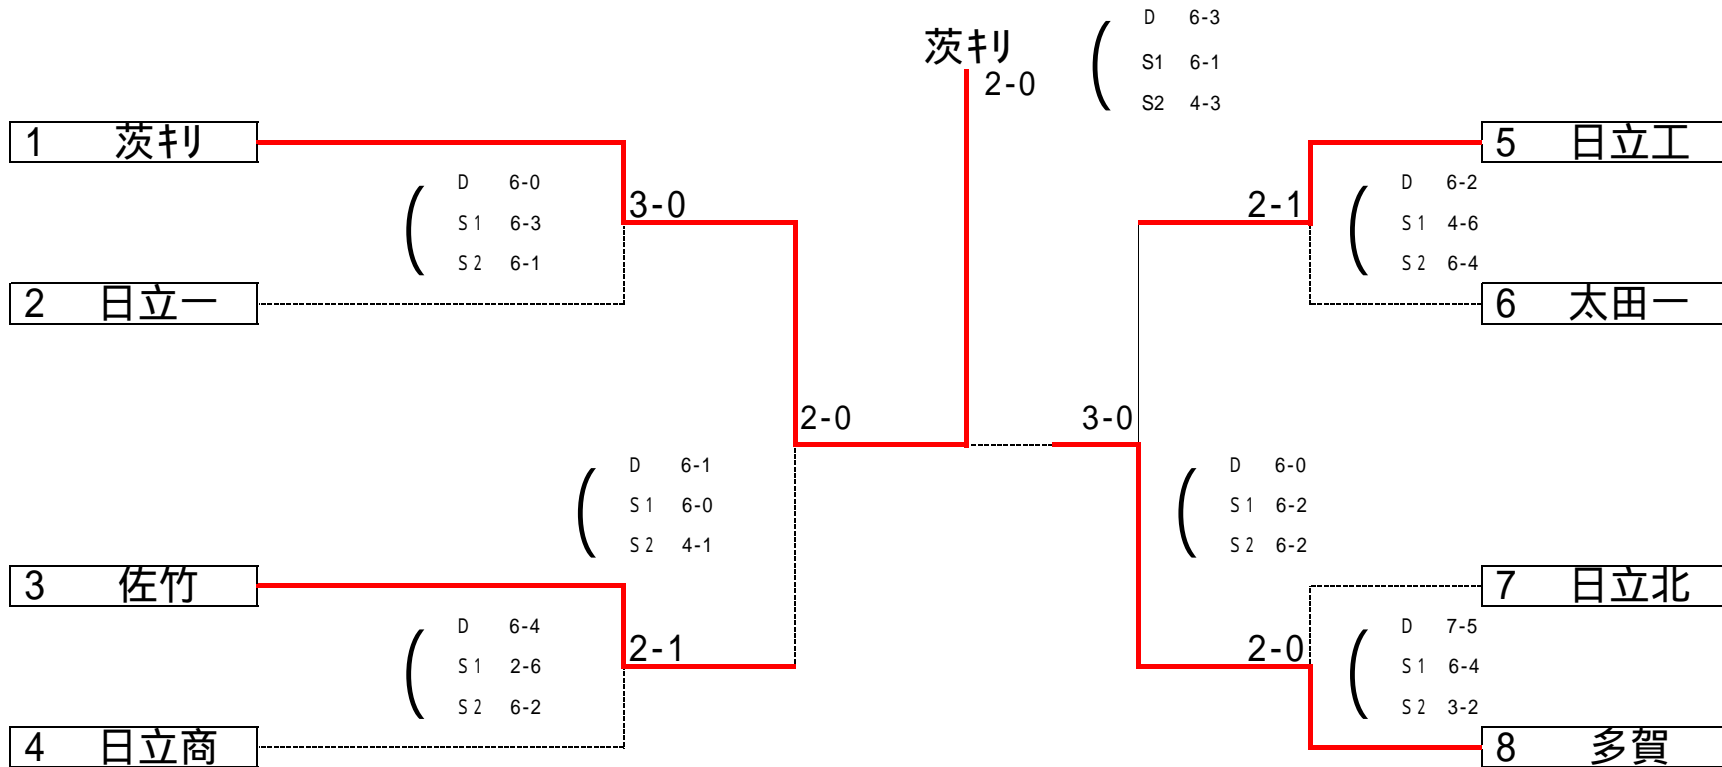 茨ｷﾘ
2-0
( D 6-3
S1 6-1
S2 4-3
1 茨ｷﾘ
( D 6-0
S1 6-3
S2 6-1
3-0
2 日立一
2-0
( D 6-1
S1 6-0
S2 4-1
3 佐竹
( D 6-4
S1 2-6
S2 6-2
2-1
4 日立商
5 日立工
2-1
( D 6-2
S1 4-6
S2 6-4
6 太田一
3-0
( D 6-0
S1 6-2
S2 6-2
7 日立北
2-0
( D 7-5
S1 6-4
S2 3-2
8 多賀